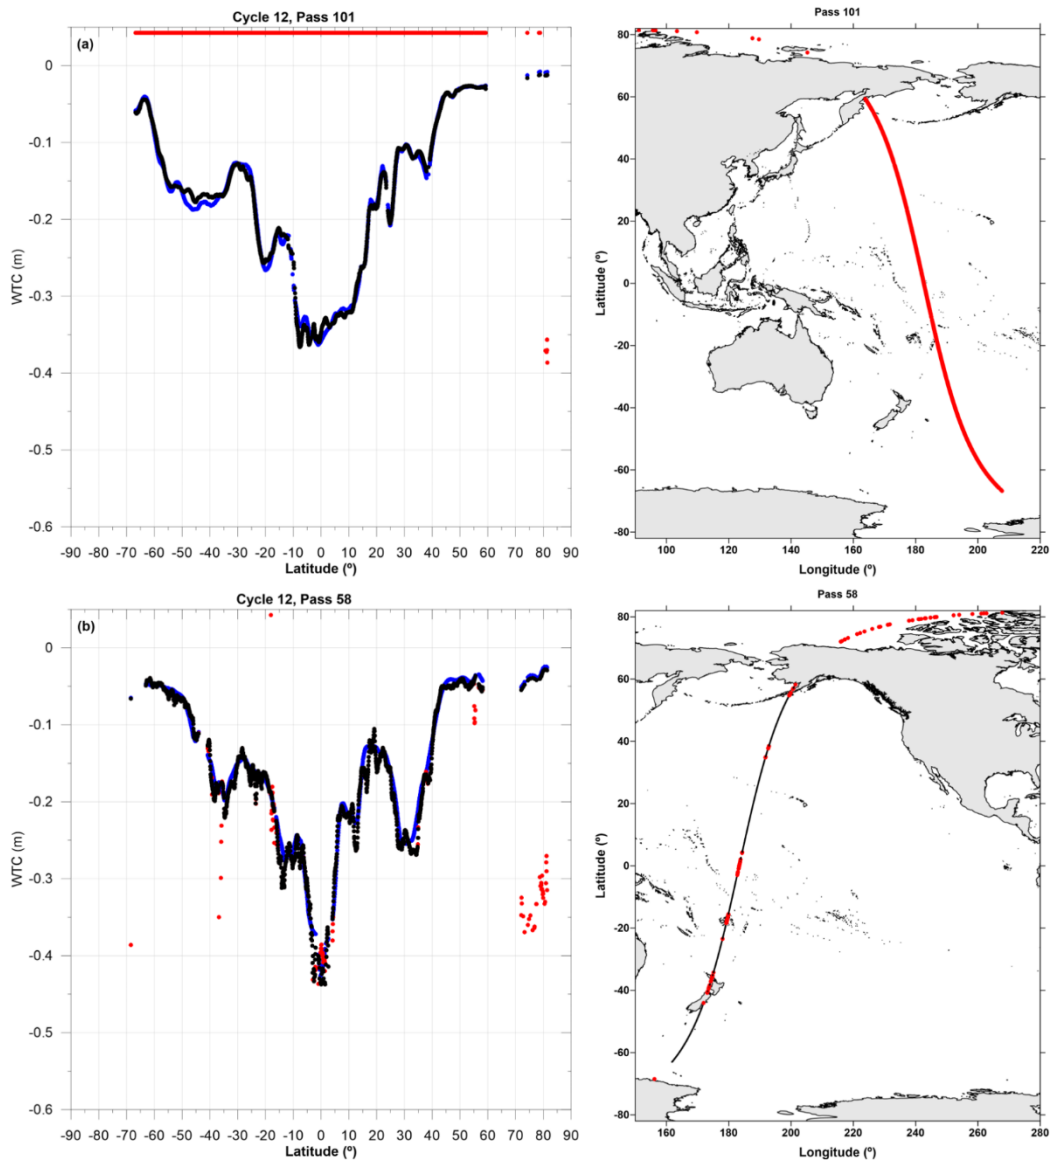 Cycle 12, Pass 101
(a)
WTC (m)
0
-0.1
-0.2
-0.3
-0.4
-0.5
-0.6
-90 -80 -70 -60 -50 -40 -30 -20 -10 0 10 20 30 40 50 60 70 80 90
Latitude (º)
Pass 101
Latitude (º)
80
60
40
20
0
-20
-40
-60
-80
100 120 140 160 180 200 220
Longitude (º)
Cycle 12, Pass 58
(b)
WTC (m)
0
-0.1
-0.2
-0.3
-0.4
-0.5
-0.6
-90 -80 -70 -60 -50 -40 -30 -20 -10 0 10 20 30 40 50 60 70 80 90
Latitude (º)
Pass 58
Latitude (º)
80
60
40
20
0
-20
-40
-60
-80
160 180 200 220 240 260 280
Longitude (º)